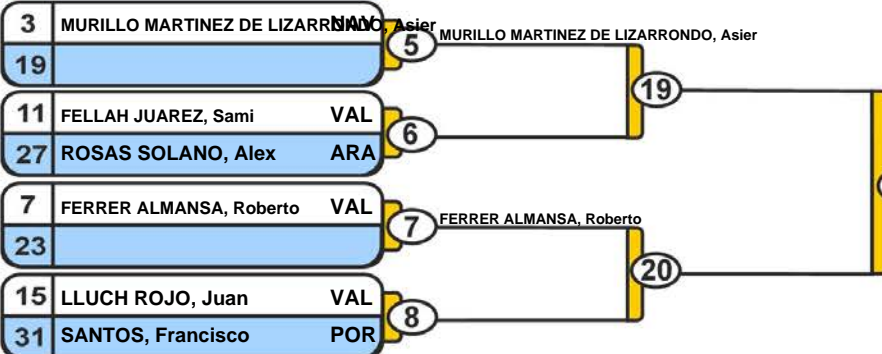 3 MURILLO MARTINEZ DE LIZARRONDO, Asier NAV
5 MURILLO MARTINEZ DE LIZARRONDO, Asier
19
19
11 FELLAH JUAREZ, Sami VAL
6
27 ROSAS SOLANO, Alex ARA
7 FERRER ALMANSA, Roberto VAL
7 FERRER ALMANSA, Roberto
23
20
15 LLUCH ROJO, Juan VAL
8
31 SANTOS, Francisco POR